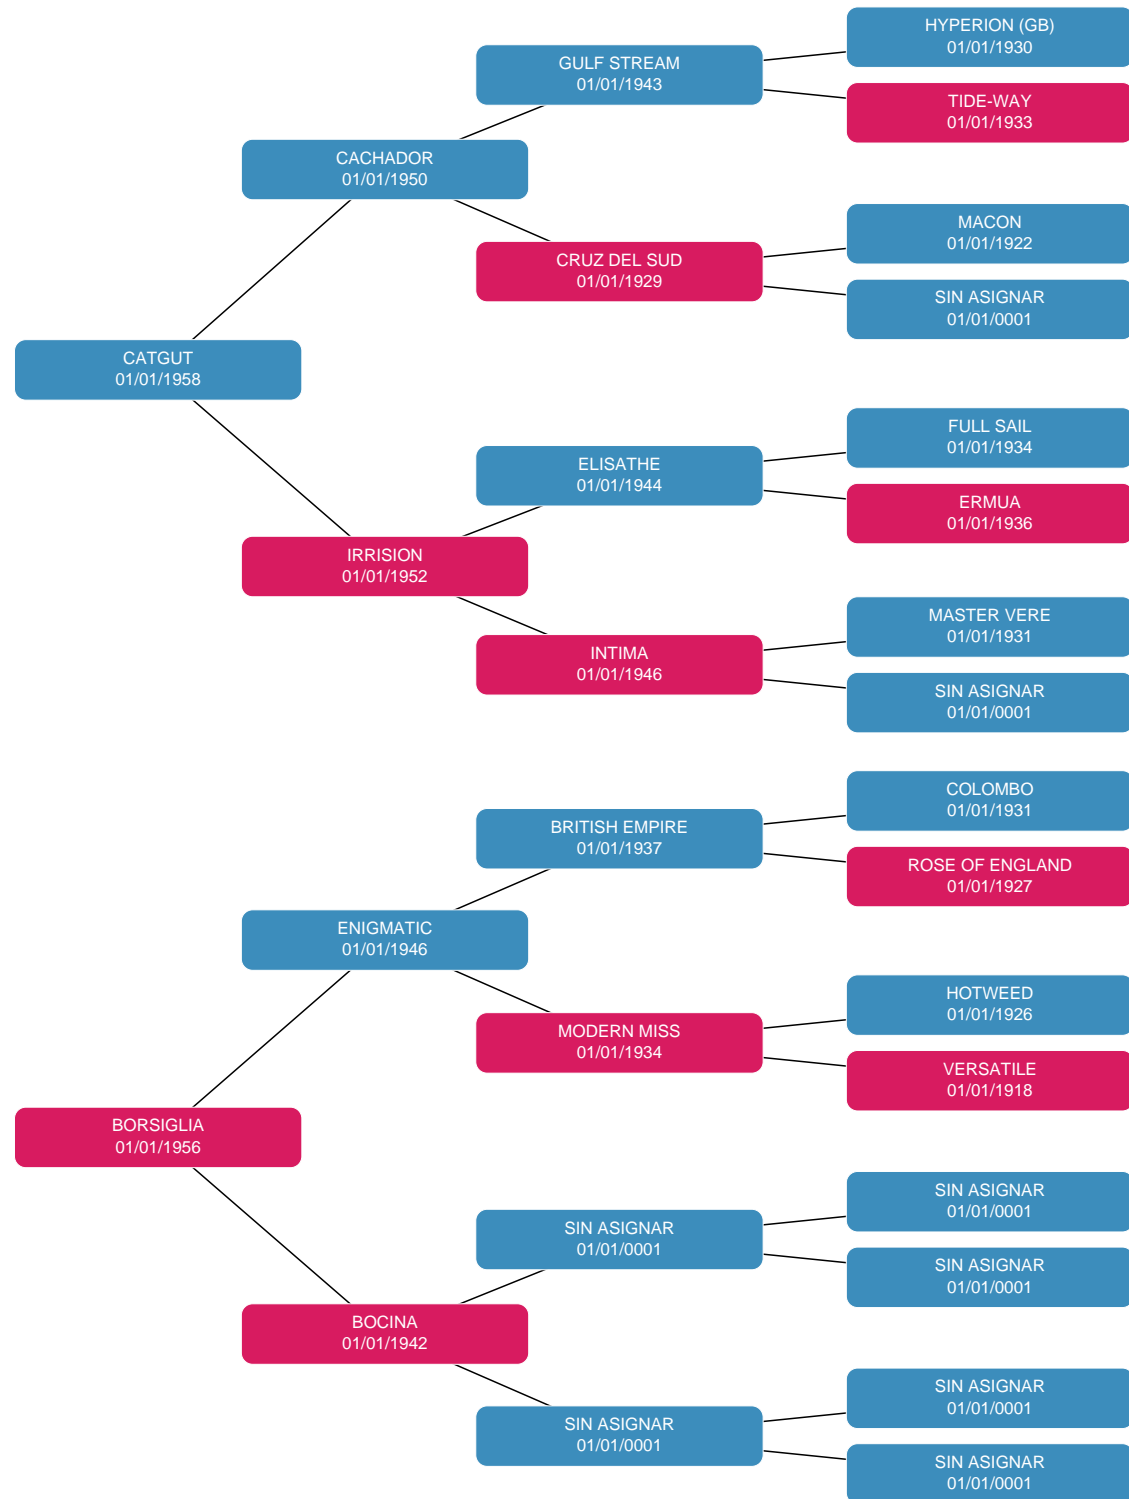 HYPERION (GB)
01/01/1930
GULF STREAM
01/01/1943
TIDE-WAY
01/01/1933
CACHADOR
01/01/1950
MACON
01/01/1922
CRUZ DEL SUD
01/01/1929
SIN ASIGNAR
01/01/0001
CATGUT
01/01/1958
FULL SAIL
01/01/1934
ELISATHE
01/01/1944
ERMUA
01/01/1936
IRRISION
01/01/1952
MASTER VERE
01/01/1931
INTIMA
01/01/1946
SIN ASIGNAR
01/01/0001
COLOMBO
01/01/1931
BRITISH EMPIRE
01/01/1937
ROSE OF ENGLAND
01/01/1927
ENIGMATIC
01/01/1946
HOTWEED
01/01/1926
MODERN MISS
01/01/1934
VERSATILE
01/01/1918
BORSIGLIA
01/01/1956
SIN ASIGNAR
01/01/0001
SIN ASIGNAR
01/01/0001
SIN ASIGNAR
01/01/0001
BOCINA
01/01/1942
SIN ASIGNAR
01/01/0001
SIN ASIGNAR
01/01/0001
SIN ASIGNAR
01/01/0001